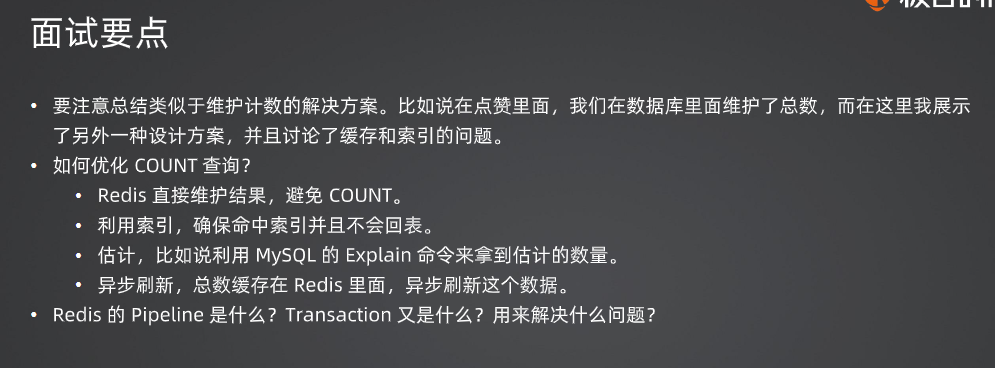 面试要点
• 要注意总结类似于维护计数的解决方案。比如说在点赞里面，我们在数据库里面维护了总数，而在这里我展示
了另外一种设计方案，并且讨论了缓存和索引的问题。
• 如何优化 COUNT 查询？
• Redis 直接维护结果，避免 COUNT。
• 利用索引，确保命中索引并且不会回表。
• 估计，比如说利用 MySQL 的 Explain 命令来拿到估计的数量。
• 异步刷新，总数缓存在 Redis 里面，异步刷新这个数据。
• Redis 的 Pipeline 是什么？Transaction 又是什么？用来解决什么问题？